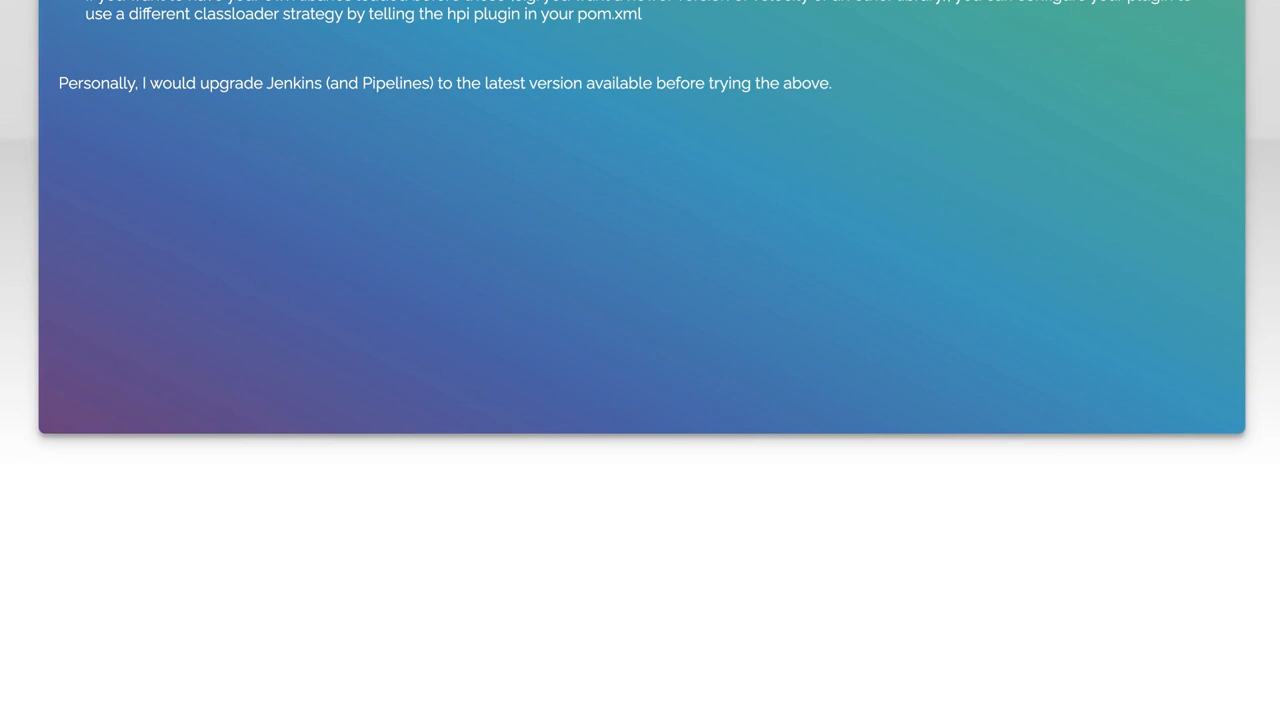 use a different classloader strategy by telling the hpi plugin in your pom.xml
Personally, I would upgrade Jenkins (and Pipelines) to the latest version available before trying the above.